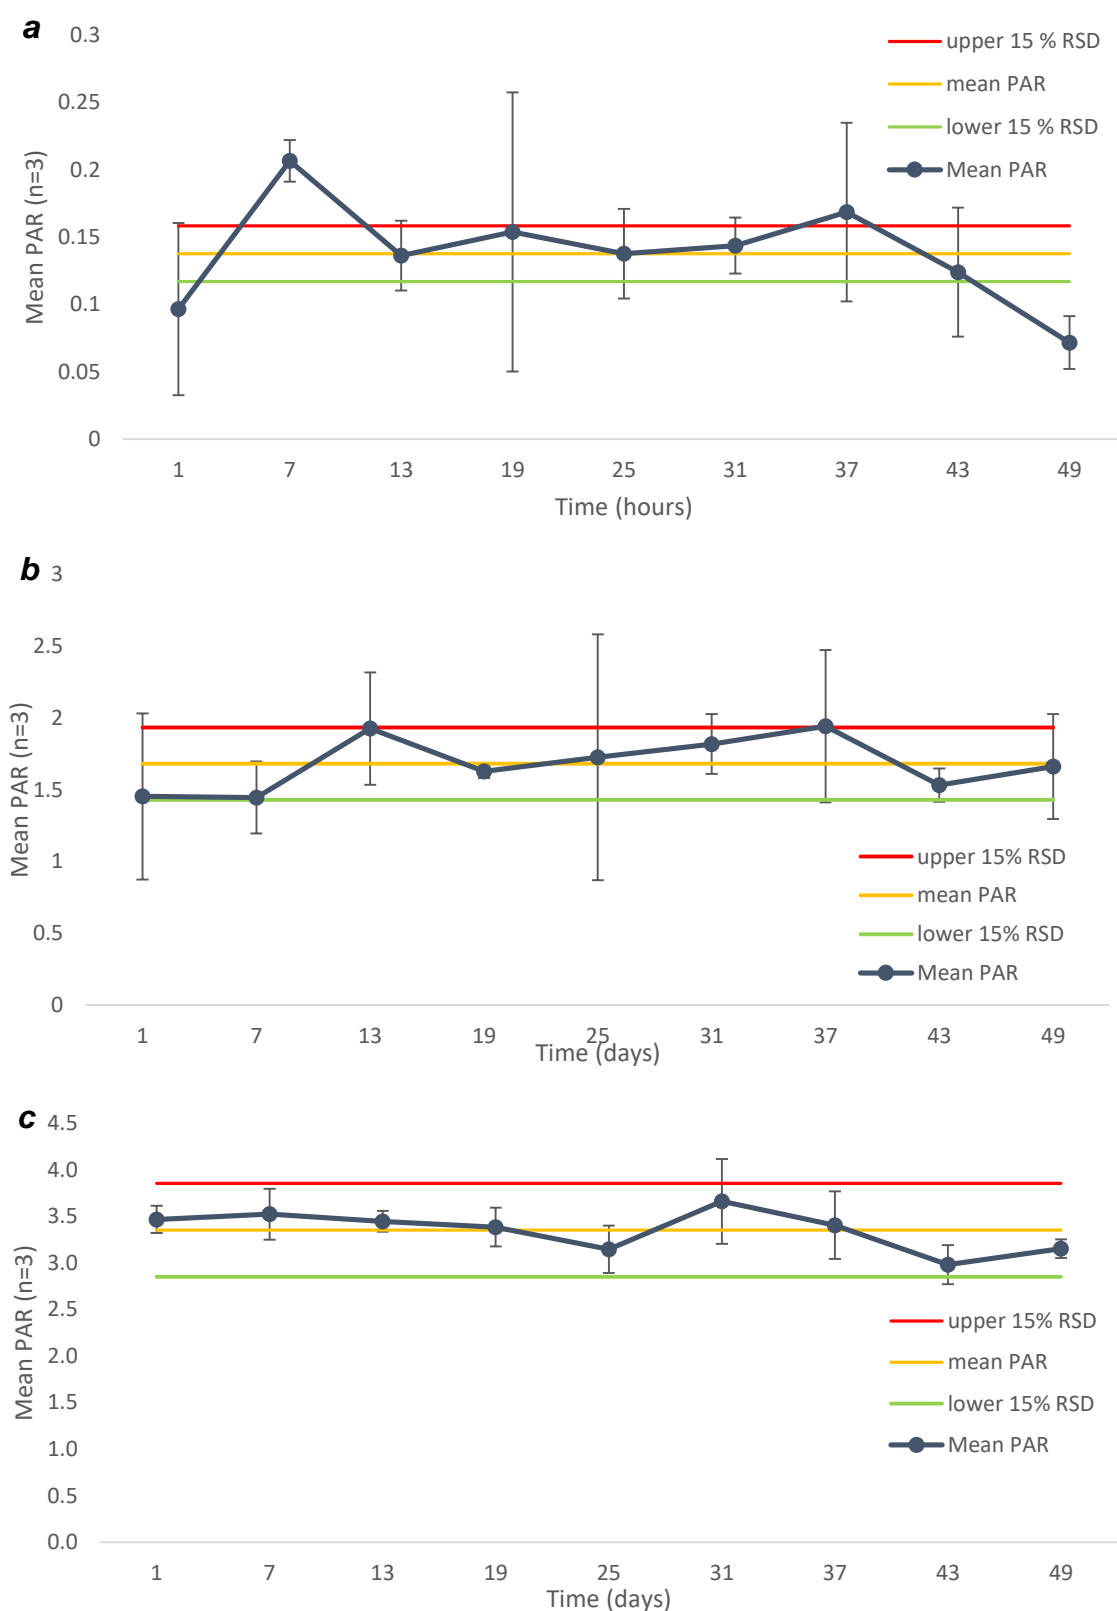 a
0.3
0.25
0.2
0.15
0.1
0.05
0
Mean PAR (n=3)
upper 15 % RSD
mean PAR
lower 15 % RSD
Mean PAR
1 7 13 19 25 31 37 43 49
Time (hours)
b
3
2.5
2
1.5
1
0.5
0
Mean PAR (n=3)
upper 15% RSD
mean PAR
lower 15% RSD
Mean PAR
1 7 13 19 25 31 37 43 49
Time (days)
c
4.5
4.0
3.5
3.0
2.5
2.0
1.5
1.0
0.5
0.0
Mean PAR (n=3)
upper 15% RSD
mean PAR
lower 15% RSD
Mean PAR
1 7 13 19 25 31 37 43 49
Time (days)